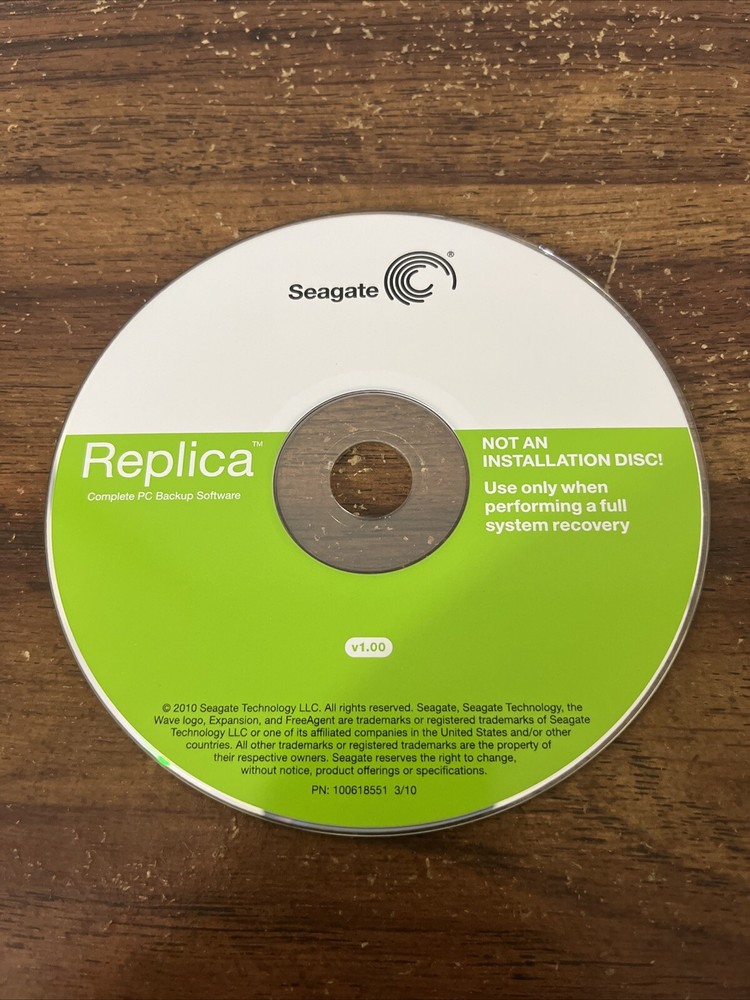 Seagate ®
Replica™
Complete PC Backup Software
NOT AN
INSTALLATION DISC!
Use only when
performing a full
system recovery
v1.00
© 2010 Seagate Technology LLC. All rights reserved. Seagate, Seagate Technology, the
Wave logo, Expansion, and FreeAgent are trademarks or registered trademarks of Seagate
Technology LLC or one of its affiliated companies in the United States and/or other
countries. All other trademarks or registered trademarks are the property of
their respective owners. Seagate reserves the right to change,
without notice, product offerings or specifications.
PN: 100618551 3/10